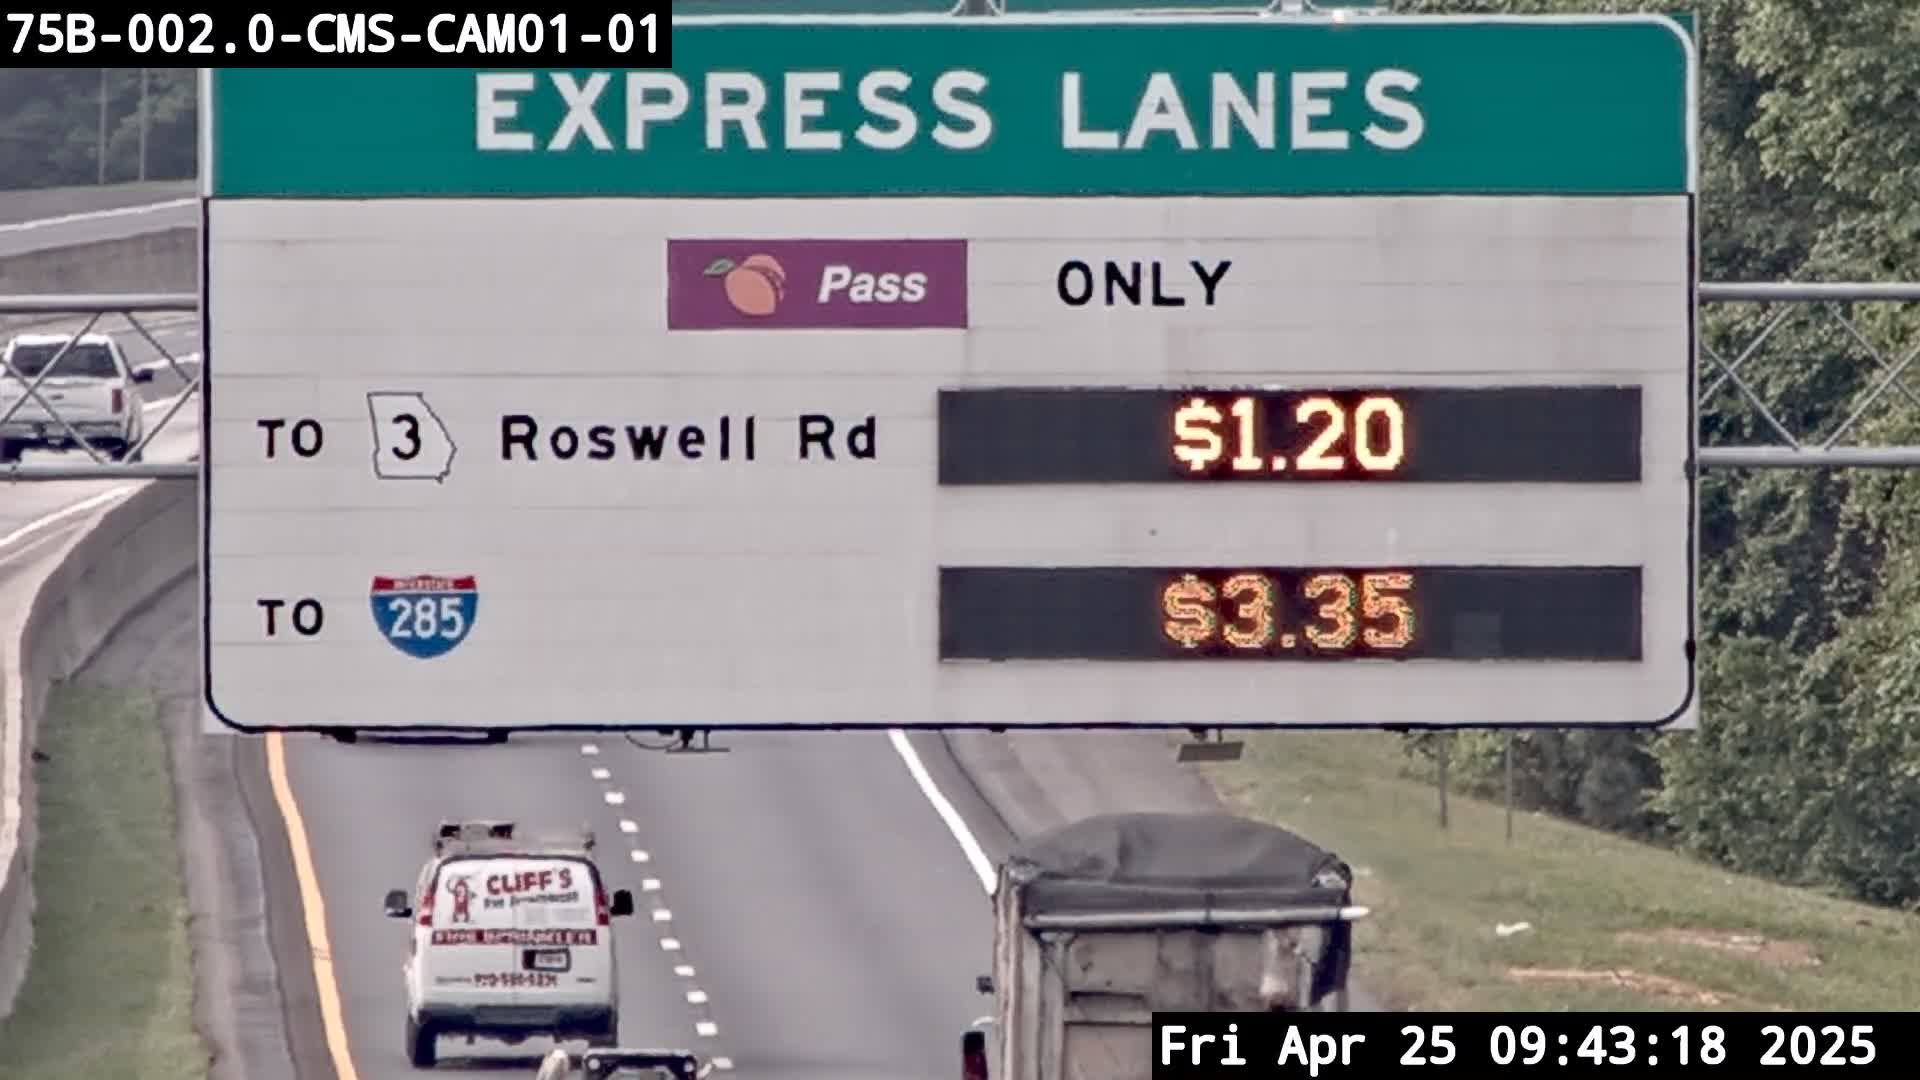 75B-002.0-CMS-CAM01-01
EXPRESS LANES
Pass ONLY
TO 3 Roswell Rd $1.20
TO INTERSTATE 285 $3.35
CLIFF'S
Fri Apr 25 09:43:18 2025